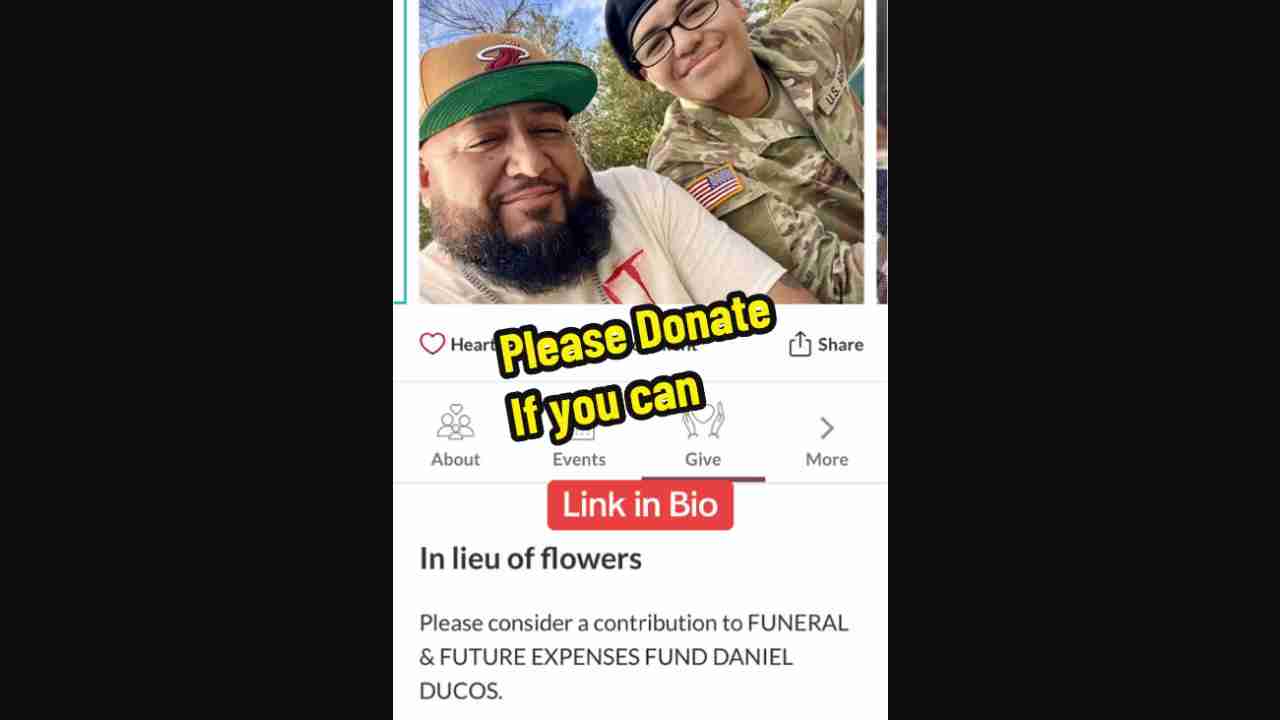 U.S.
IT
Heart
Please Donate
If you can
Share
About
Events
Give
More
Link in Bio
In lieu of flowers
Please consider a contribution to FUNERAL
& FUTURE EXPENSES FUND DANIEL
DUCOS.